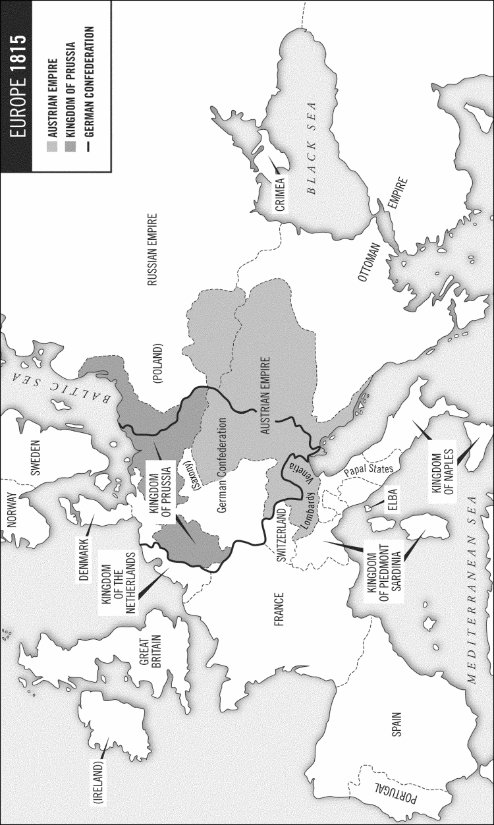 EUROPE 1815
AUSTRIAN EMPIRE
KINGDOM OF PRUSSIA
GERMAN CONFEDERATION
NORWAY
SWEDEN
BALTIC SEA
DENMARK
(IRELAND)
GREAT
BRITAIN
KINGDOM
OF THE
NETHERLANDS
KINGDOM
OF PRUSSIA
(POLAND)
RUSSIAN EMPIRE
(Saxony)
German Confederation
FRANCE
SWITZERLAND
AUSTRIAN EMPIRE
CRIMEA
BLACK SEA
Lombardy
Venetia
OTTOMAN
EMPIRE
Papal States
ELBA
KINGDOM
OF PIEDMONT
SARDINIA
KINGDOM
OF NAPLES
SPAIN
PORTUGAL
MEDITERRANEAN SEA